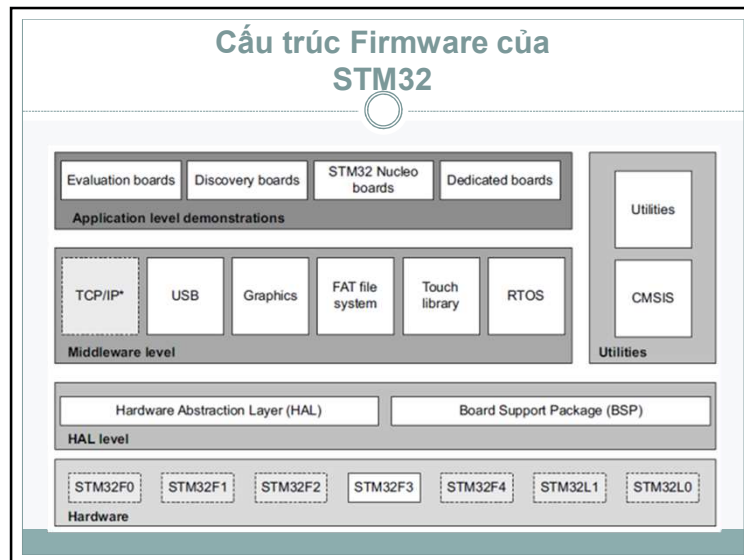 Cấu trúc Firmware của
STM32
Evaluation boards
Discovery boards
STM32 Nucleo
boards
Dedicated boards
Application level demonstrations
TCP/IP*
USB
Graphics
FAT file
system
Touch
library
RTOS
Middleware level
Utilities
CMSIS
Utilities
Hardware Abstraction Layer (HAL)
Board Support Package (BSP)
HAL level
STM32F0
STM32F1
STM32F2
STM32F3
STM32F4
STM32L1
STM32L0
Hardware